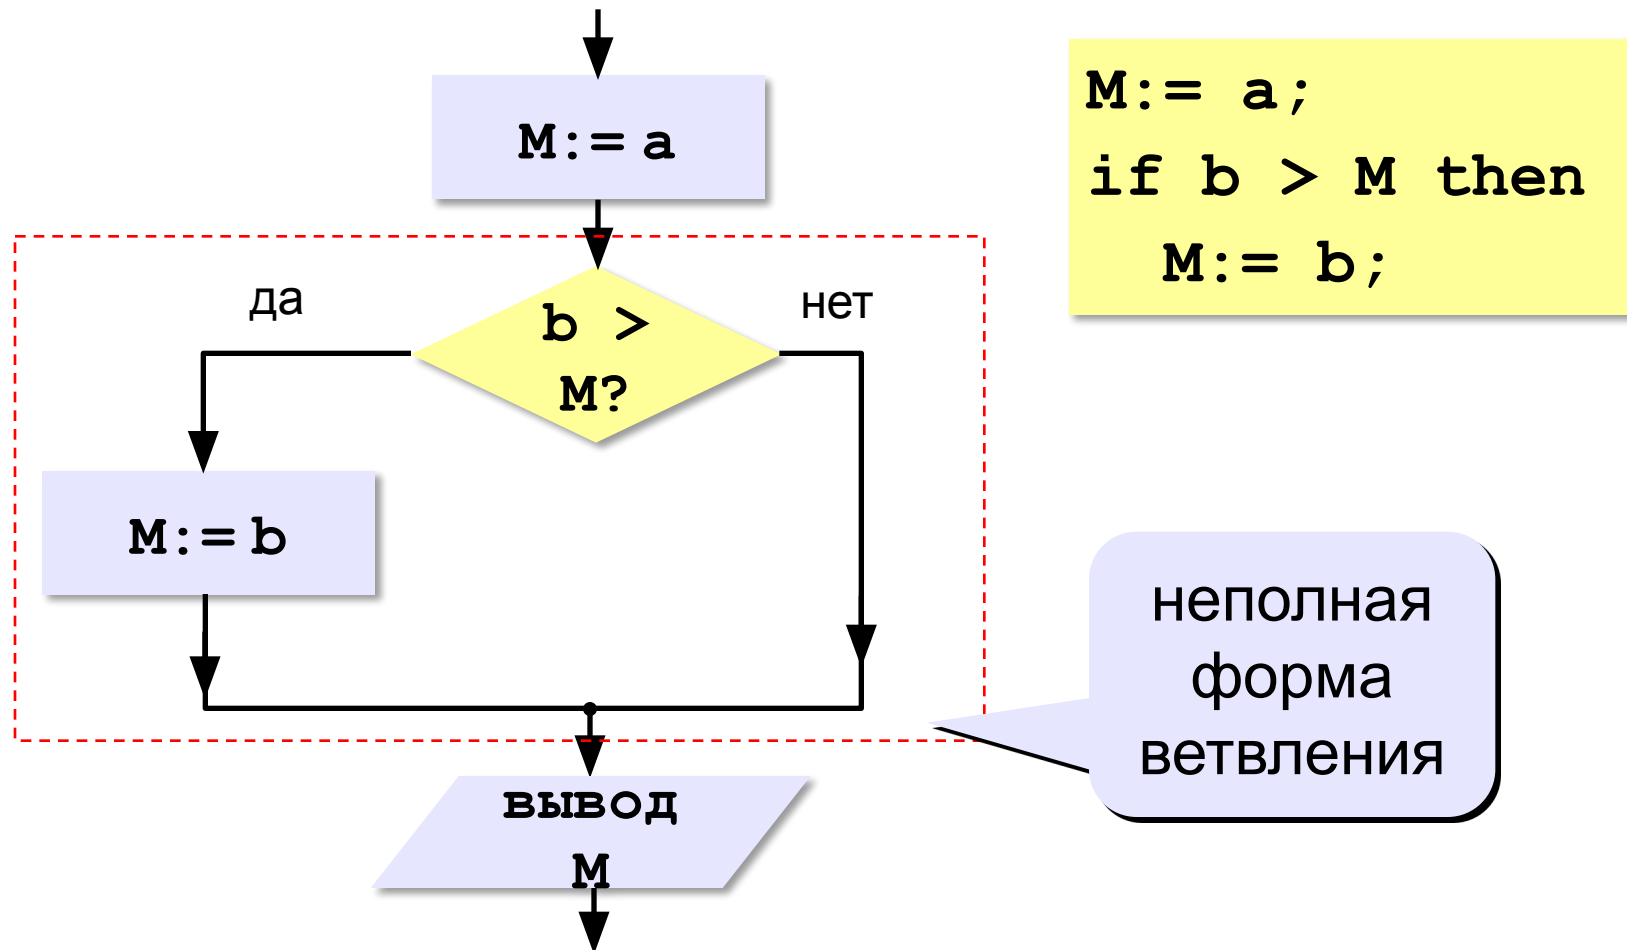 M:= a
да
b >
M?
нет
M:= b
вывод
M
M:= a;
if b > M then
M:= b;
неполная
форма
ветвления